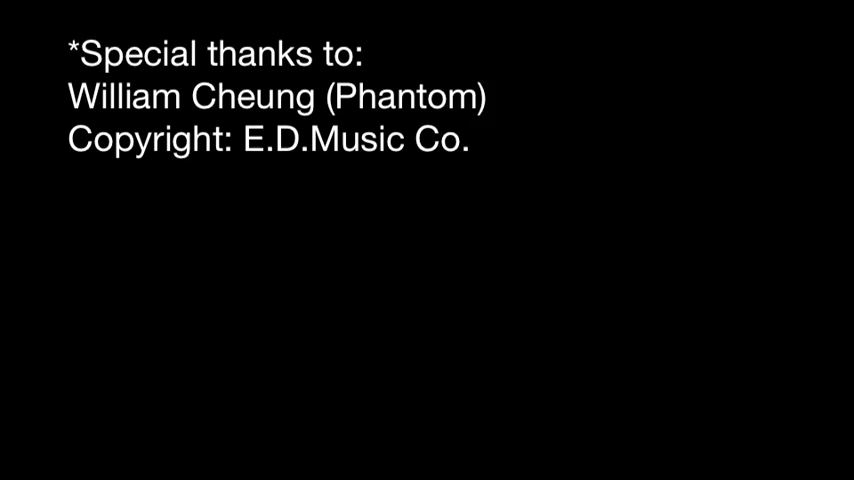 *Special thanks to:
William Cheung (Phantom)
Copyright: E.D.Music Co.